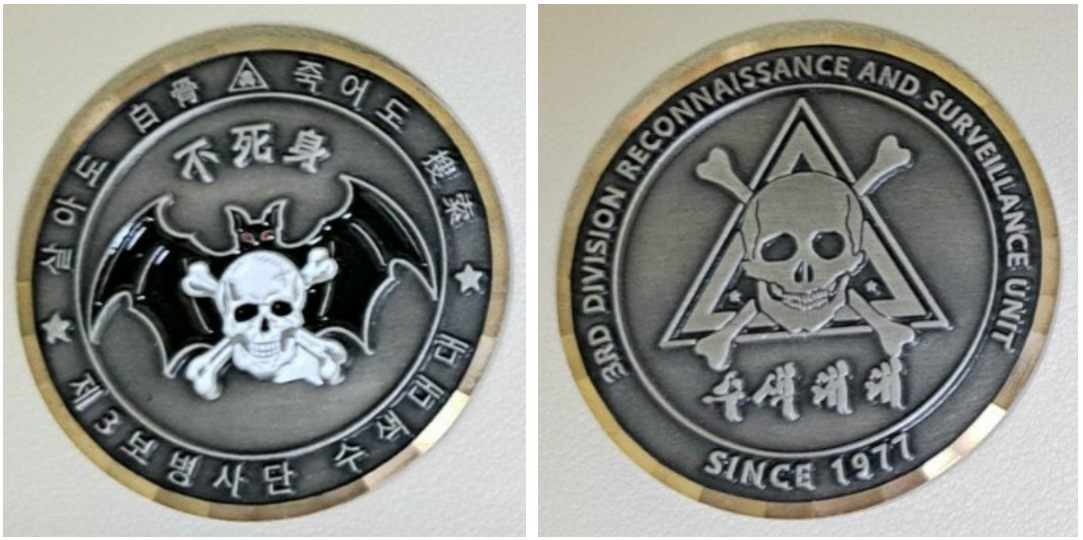 살아도 白骨 죽어도 搜索
不死身
제3보병사단 수색대대
3RD DIVISION RECONNAISSANCE AND SURVEILLANCE UNIT
수색대대
SINCE 1977